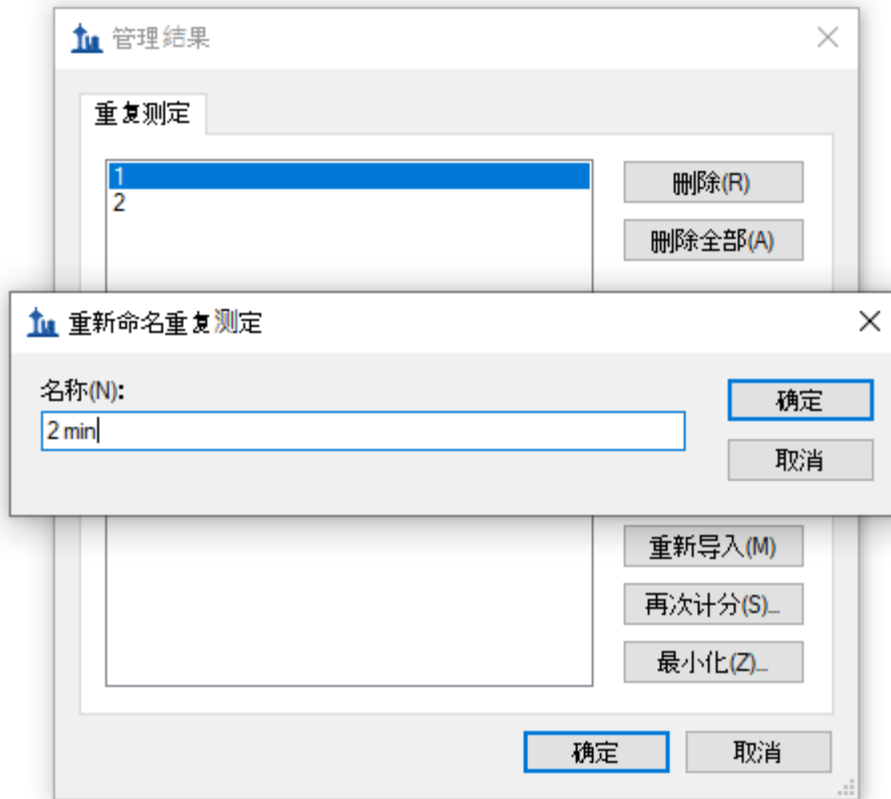 管理结果
重复测定
1
2
删除(R)
删除全部(A)
重新命名重复测定
名称(N):
2 min
确定
取消
重新导入(M)
再次计分(S)...
最小化(Z)...
确定
取消